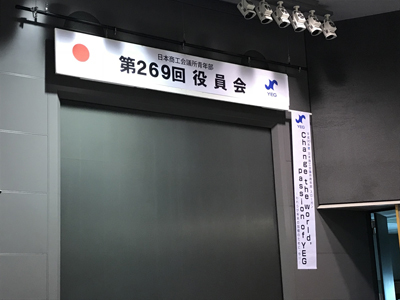 日本商工会議所青年部
第269回 役員会
YEG
YEG
Change the world,
passion of YEG